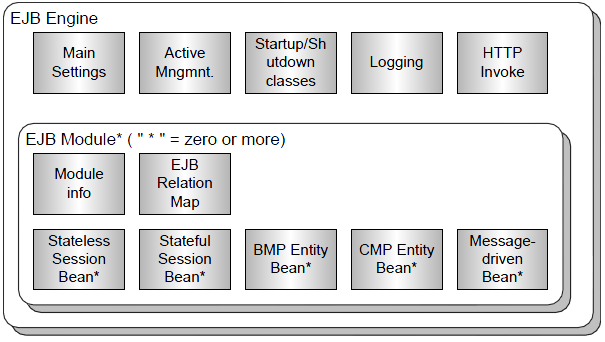 EJB Engine
Main
Settings
Active
Mngmnt.
Startup/Sh
utdown
classes
Logging
HTTP
Invoke
EJB Module* ( " * " = zero or more)
Module
info
EJB
Relation
Map
Stateless
Session
Bean*
Stateful
Session
Bean*
BMP Entity
Bean*
CMP Entity
Bean*
Message-
driven
Bean*